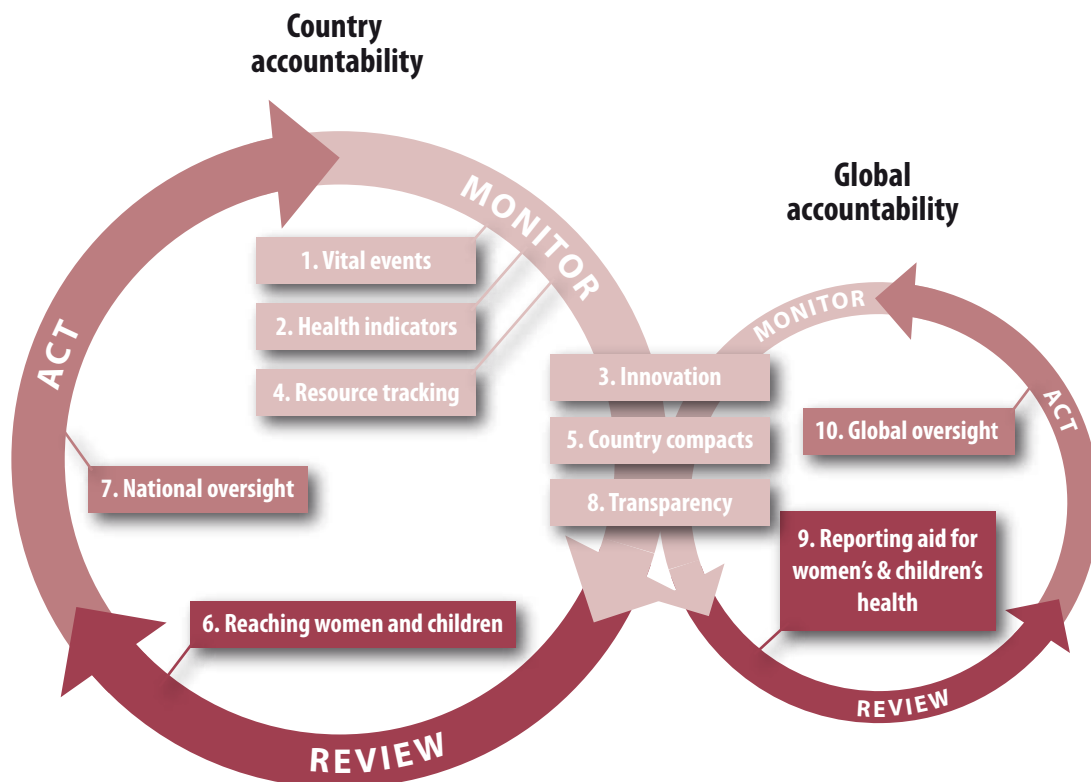 Country
accountability
MONITOR
1. Vital events
2. Health indicators
4. Resource tracking
ACT
7. National oversight
6. Reaching women and children
REVIEW
3. Innovation
5. Country compacts
8. Transparency
Global
accountability
MONITOR
ACT
10. Global oversight
9. Reporting aid for
women’s & children’s
health
REVIEW